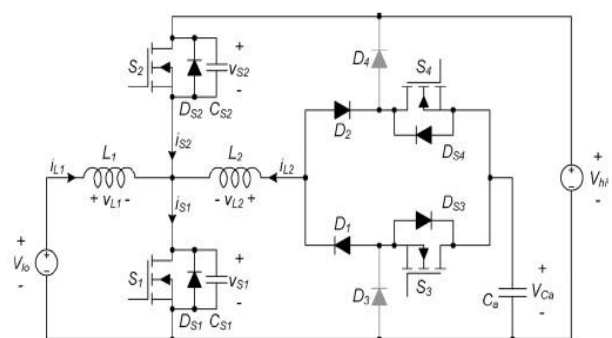 S2
+
vS2
-
DS2 CS2
D4
S4
D2
DS4
iS2
iL1
L1
+ vL1 -
L2
- vL2 +
iL2
iS1
+
Vhi
-
D1
DS3
+
Vlo
-
S1
+
vS1
-
DS1 CS1
D3
S3
Ca
+
VCa
-